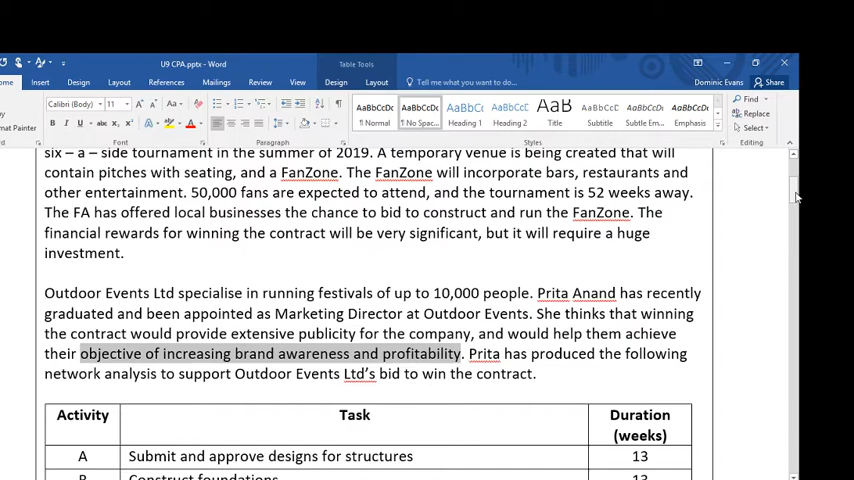 U9 CPA.pptx - Word
Table Tools
Insert Design Layout References Mailings Review View Design Layout Tell me what you want to do...
Dominic Evans Share
Calibri (Body) 11
Format Painter
Font Paragraph Styles Editing
AaBbCcDc AaBbCcDc AaBbCc AaBbCcD AaB AaBbCcD AaBbCcDt AaBbCcDt
¶ Normal ¶ No Spac... Heading 1 Heading 2 Title Subtitle Subtle Em... Emphasis
Find
Replace
Select
six – a – side tournament in the summer of 2019. A temporary venue is being created that will
contain pitches with seating, and a FanZone. The FanZone will incorporate bars, restaurants and
other entertainment. 50,000 fans are expected to attend, and the tournament is 52 weeks away.
The FA has offered local businesses the chance to bid to construct and run the FanZone. The
financial rewards for winning the contract will be very significant, but it will require a huge
investment.
Outdoor Events Ltd specialise in running festivals of up to 10,000 people. Prita Anand has recently
graduated and been appointed as Marketing Director at Outdoor Events. She thinks that winning
the contract would provide extensive publicity for the company, and would help them achieve
their objective of increasing brand awareness and profitability. Prita has produced the following
network analysis to support Outdoor Events Ltd's bid to win the contract.
Activity Task Duration
(weeks)
A Submit and approve designs for structures 13
B Construct foundations 13